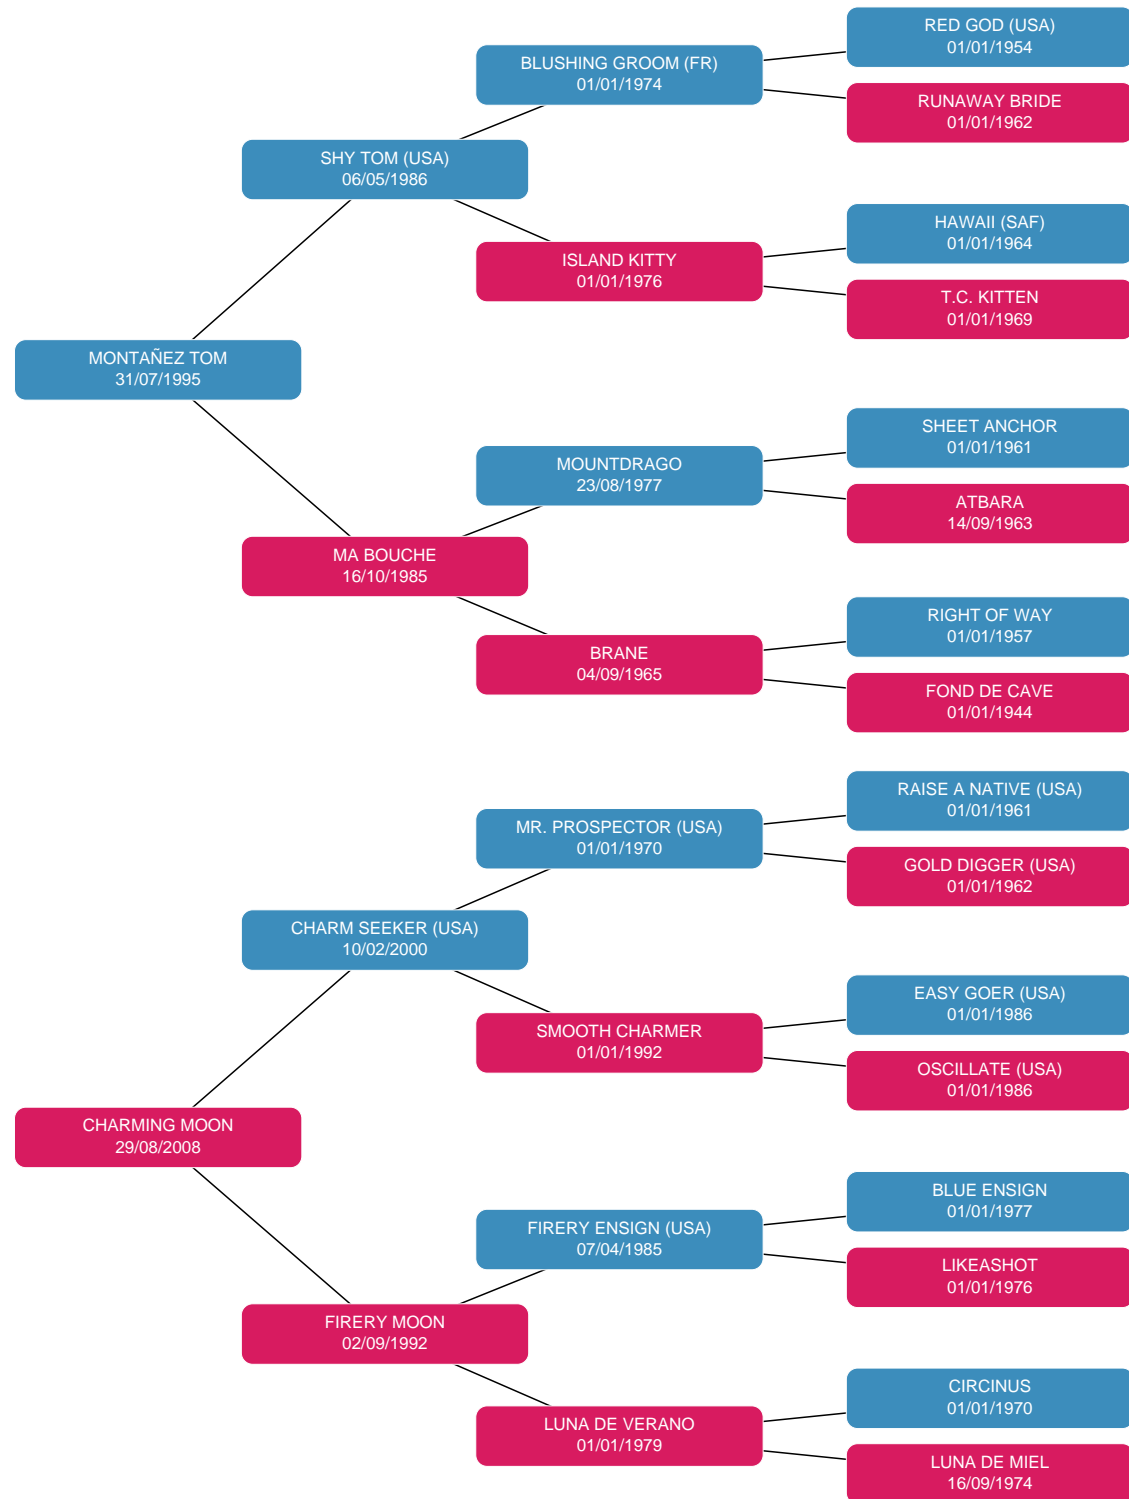 RED GOD (USA)
01/01/1954
BLUSHING GROOM (FR)
01/01/1974
RUNAWAY BRIDE
01/01/1962
SHY TOM (USA)
06/05/1986
HAWAII (SAF)
01/01/1964
ISLAND KITTY
01/01/1976
T.C. KITTEN
01/01/1969
MONTAÑEZ TOM
31/07/1995
SHEET ANCHOR
01/01/1961
MOUNTDRAGO
23/08/1977
ATBARA
14/09/1963
MA BOUCHE
16/10/1985
RIGHT OF WAY
01/01/1957
BRANE
04/09/1965
FOND DE CAVE
01/01/1944
RAISE A NATIVE (USA)
01/01/1961
MR. PROSPECTOR (USA)
01/01/1970
GOLD DIGGER (USA)
01/01/1962
CHARM SEEKER (USA)
10/02/2000
EASY GOER (USA)
01/01/1986
SMOOTH CHARMER
01/01/1992
OSCILLATE (USA)
01/01/1986
CHARMING MOON
29/08/2008
BLUE ENSIGN
01/01/1977
FIRERY ENSIGN (USA)
07/04/1985
LIKEASHOT
01/01/1976
FIRERY MOON
02/09/1992
CIRCINUS
01/01/1970
LUNA DE VERANO
01/01/1979
LUNA DE MIEL
16/09/1974